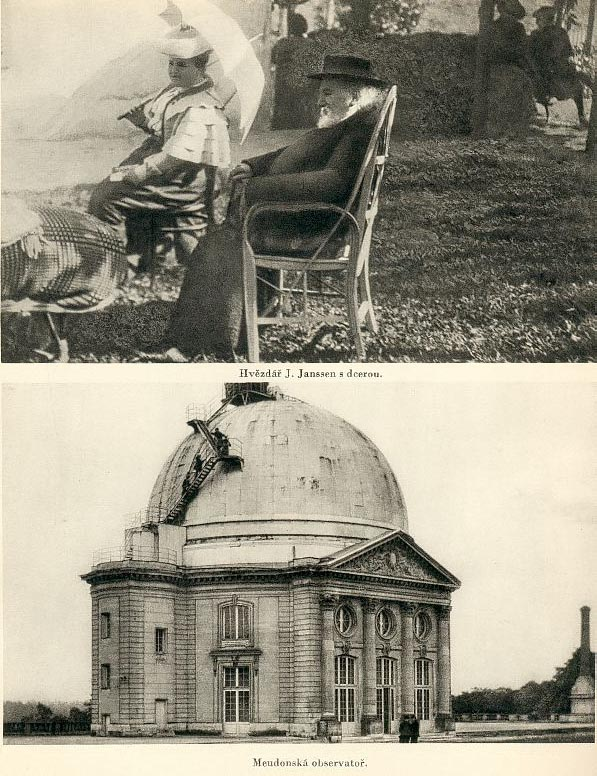 Hvězdář J. Janssen s dcerou.
Meudonská observatoř.